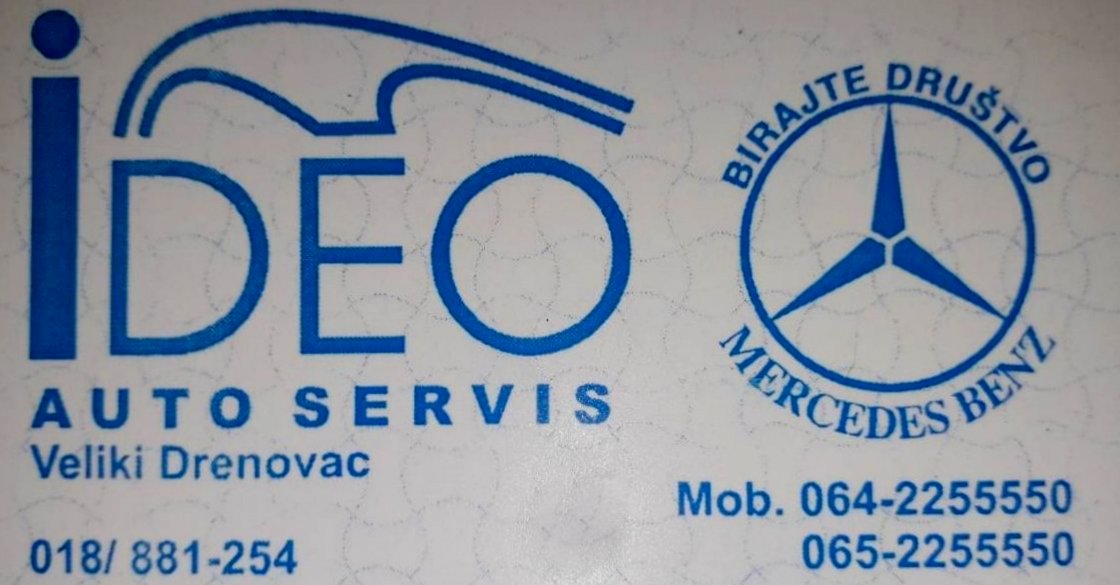 iDEO
AUTO SERVIS
Veliki Drenovac
018/ 881-254
BIRAJTE DRUŠTVO
MERCEDES BENZ
Mob. 064-2255550
065-2255550